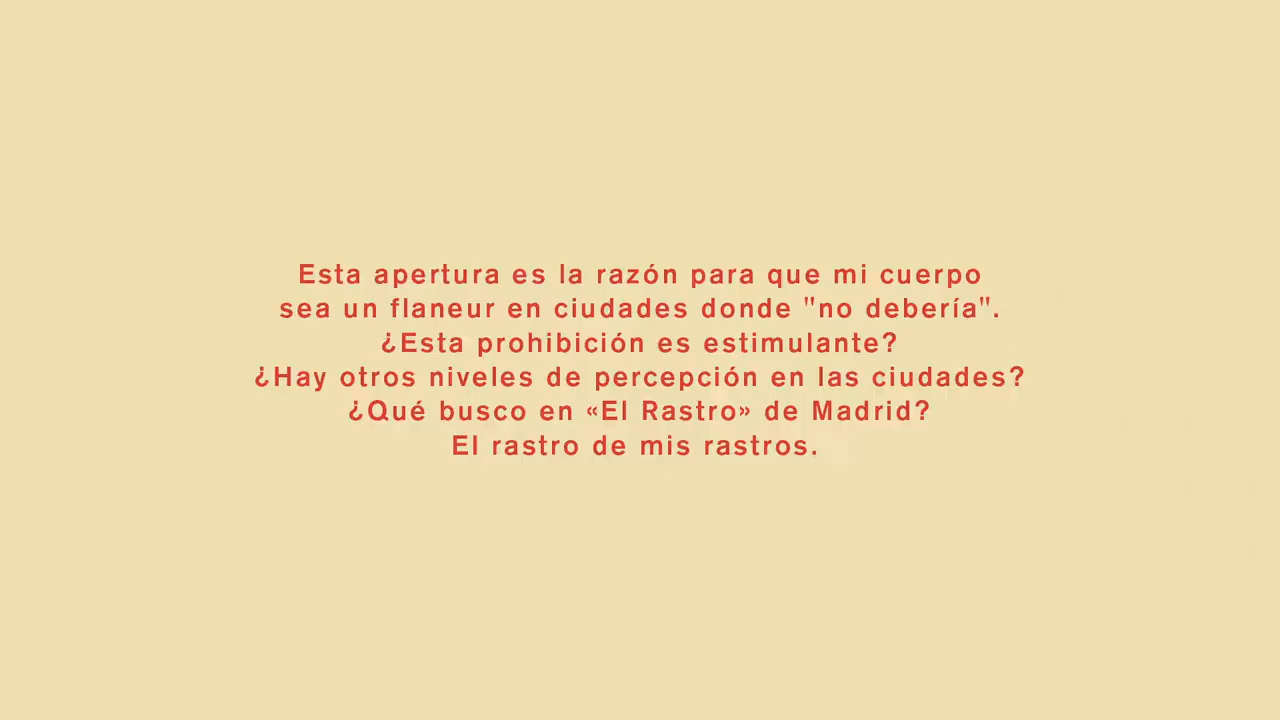 Esta apertura es la razón para que mi cuerpo
sea un flaneur en ciudades donde "no debería".
¿Esta prohibición es estimulante?
¿Hay otros niveles de percepción en las ciudades?
¿Qué busco en «El Rastro» de Madrid?
El rastro de mis rastros.